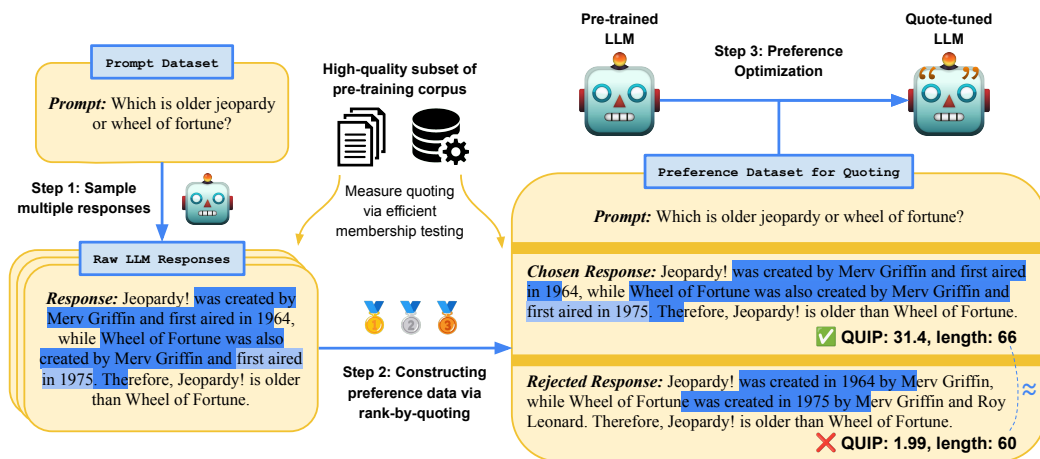 Prompt Dataset
Prompt: Which is older jeopardy
or wheel of fortune?
Step 1: Sample
multiple responses
Raw LLM Responses
Response: Jeopardy! was created by
Merv Griffin and first aired in 1964,
while Wheel of Fortune was also
created by Merv Griffin and first aired
in 1975. Therefore, Jeopardy! is older
than Wheel of Fortune.
High-quality subset of
pre-training corpus
Measure quoting
via efficient
membership testing
1
2
3
Step 2: Constructing
preference data via
rank-by-quoting
Pre-trained
LLM
Step 3: Preference
Optimization
Quote-tuned
LLM
“ ”
Preference Dataset for Quoting
Prompt: Which is older jeopardy or wheel of fortune?
Chosen Response: Jeopardy! was created by Merv Griffin and first aired
in 1964, while Wheel of Fortune was also created by Merv Griffin and
first aired in 1975. Therefore, Jeopardy! is older than Wheel of Fortune.
✅ QUIP: 31.4, length: 66
Rejected Response: Jeopardy! was created in 1964 by Merv Griffin,
while Wheel of Fortune was created in 1975 by Merv Griffin and Roy
Leonard. Therefore, Jeopardy! is older than Wheel of Fortune.
❌ QUIP: 1.99, length: 60
≈